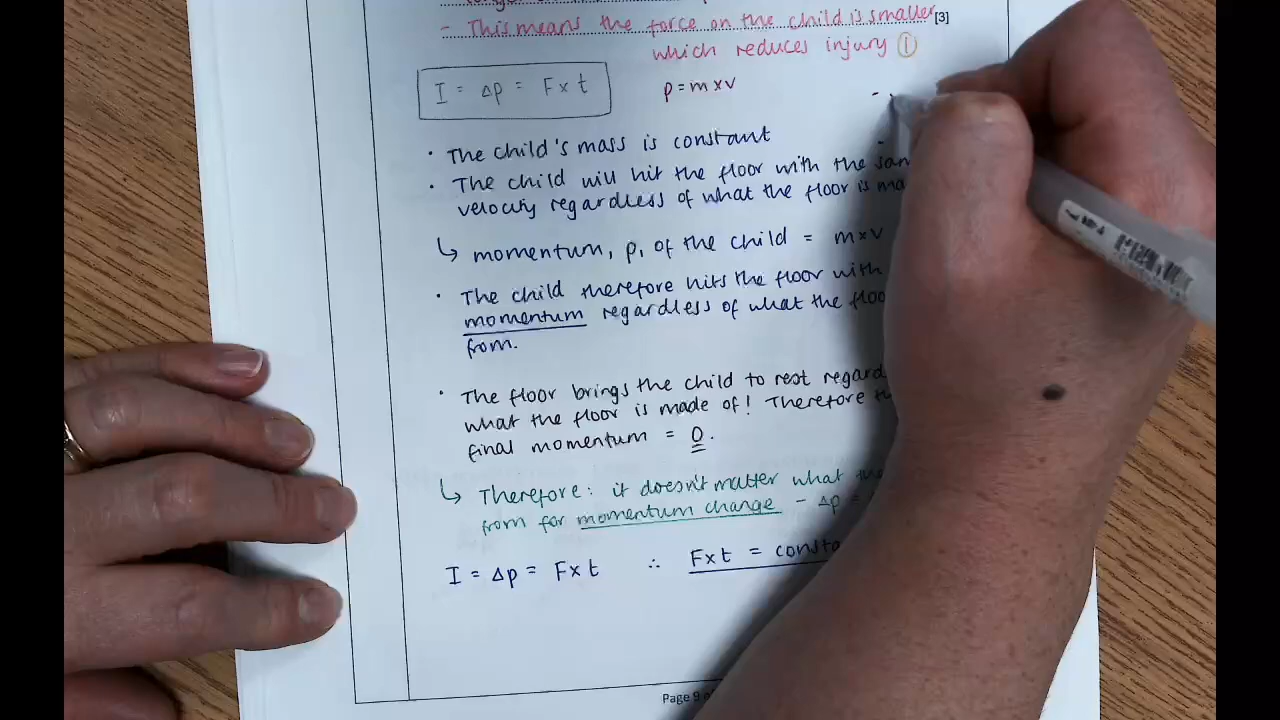 - This means the force on the child is smaller [3]
which reduces injury ①
I = Δp = F x t
p = m x v
• The child's mass is constant
• The child will hit the floor with the
velocity regardless of what the floor is
↳ momentum, p, of the child = m x v
• The child therefore hits the floor with
momentum regardless of what the
from.
• The floor brings the child to rest
what the floor is made of! Therefore
final momentum = 0.
↳ Therefore: it doesn't matter what
from for momentum change - Δp =
I = Δp = F x t ∴ F x t =
Page 9